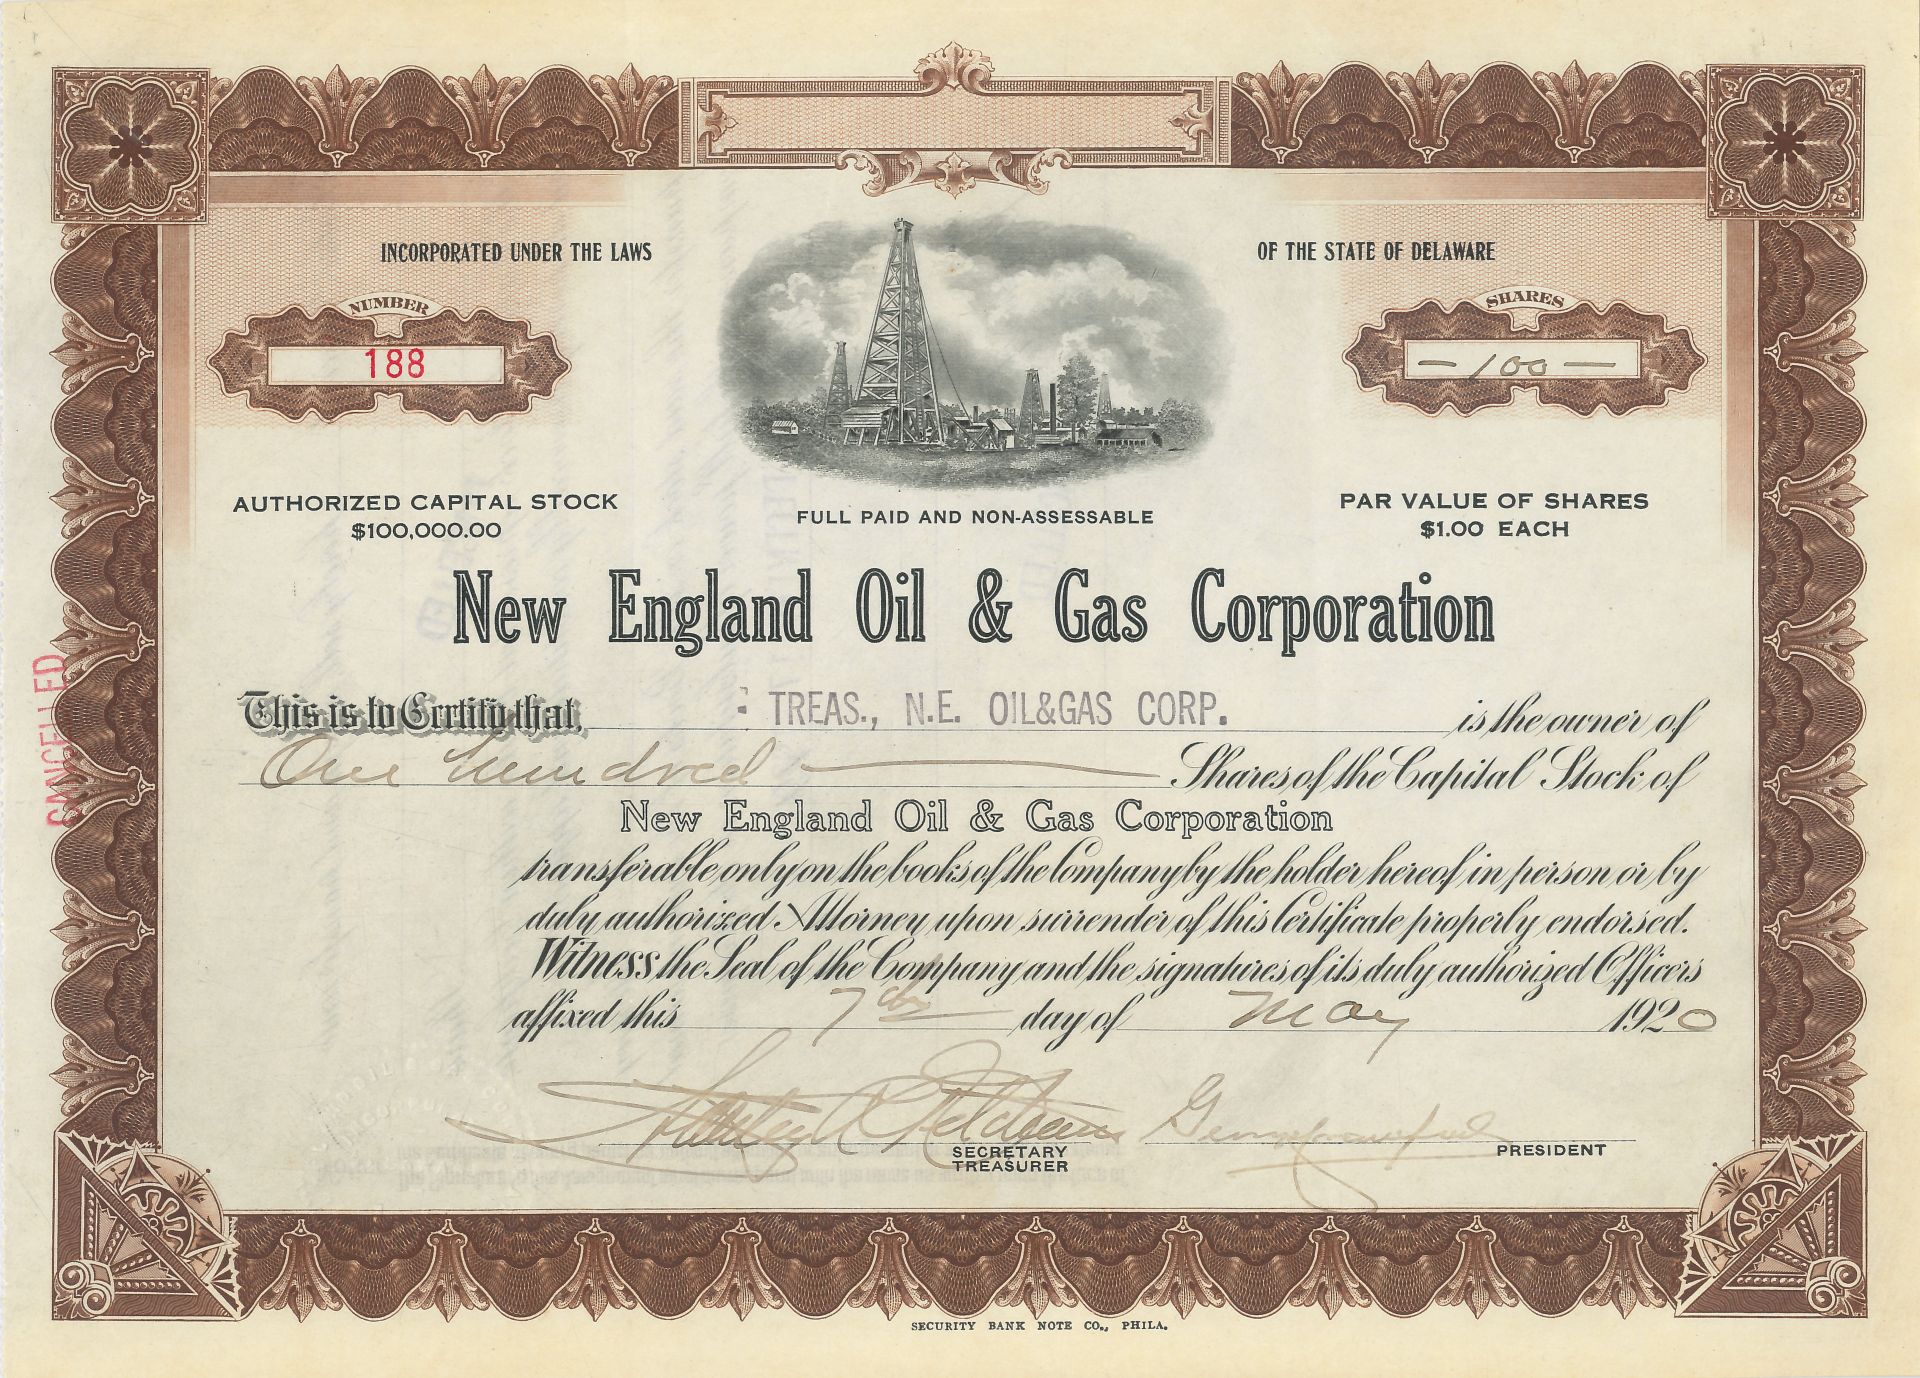 INCORPORATED UNDER THE LAWS
OF THE STATE OF DELAWARE
NUMBER
188
SHARES
— 100 —
AUTHORIZED CAPITAL STOCK
$100,000.00
FULL PAID AND NON-ASSESSABLE
PAR VALUE OF SHARES
$1.00 EACH
New England Oil & Gas Corporation
This is to Certify that, TREAS., N.E. OIL&GAS CORP. is the owner of
One Hundred Shares of the Capital Stock of
New England Oil & Gas Corporation
transferable only on the books of the Company by the holder hereof in person or by
duly authorized Attorney upon surrender of this Certificate properly endorsed.
Witness the Seal of the Company and the signatures of its duly authorized Officers
affixed this 7th day of May 1920
SECRETARY
TREASURER
PRESIDENT
CANCELLED
SECURITY BANK NOTE CO., PHILA.